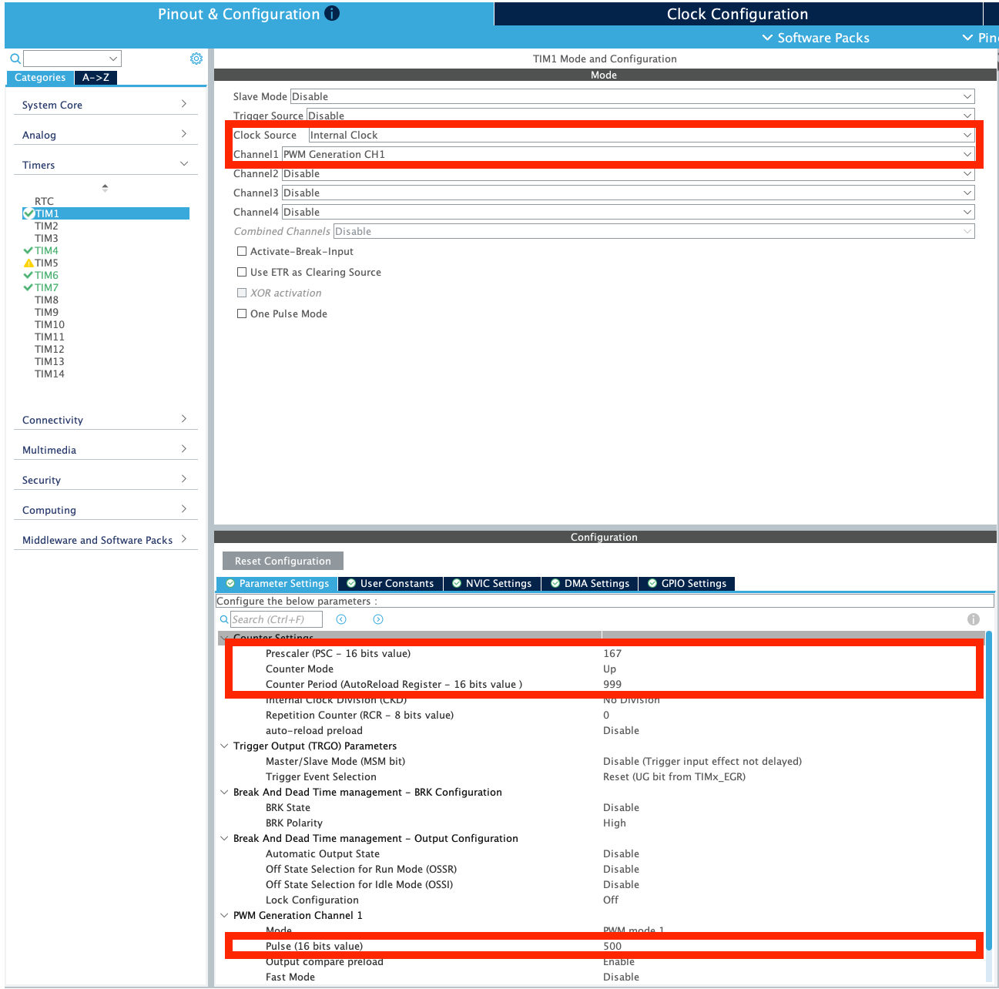 Pinout & Configuration
Clock Configuration
Software Packs
Pin
Categories
A->Z
System Core
Analog
Timers
RTC
TIM1
TIM2
TIM3
TIM4
TIM5
TIM6
TIM7
TIM8
TIM9
TIM10
TIM11
TIM12
TIM13
TIM14
Connectivity
Multimedia
Security
Computing
Middleware and Software Packs
TIM1 Mode and Configuration
Mode
Slave Mode Disable
Trigger Source Disable
Clock Source Internal Clock
Channel1 PWM Generation CH1
Channel2 Disable
Channel3 Disable
Channel4 Disable
Combined Channels Disable
Activate-Break-Input
Use ETR as Clearing Source
XOR activation
One Pulse Mode
Configuration
Reset Configuration
Parameter Settings
User Constants
NVIC Settings
DMA Settings
GPIO Settings
Configure the below parameters :
Search (Ctrl+F)
Counter Settings
Prescaler (PSC - 16 bits value) 167
Counter Mode Up
Counter Period (AutoReload Register - 16 bits value ) 999
Internal Clock Division (CKD) No Division
Repetition Counter (RCR - 8 bits value) 0
auto-reload preload Disable
Trigger Output (TRGO) Parameters
Master/Slave Mode (MSM bit) Disable (Trigger input effect not delayed)
Trigger Event Selection Reset (UG bit from TIMx_EGR)
Break And Dead Time management - BRK Configuration
BRK State Disable
BRK Polarity High
Break And Dead Time management - Output Configuration
Automatic Output State Disable
Off State Selection for Run Mode (OSSR) Disable
Off State Selection for Idle Mode (OSSI) Disable
Lock Configuration Off
PWM Generation Channel 1
Mode PWM mode 1
Pulse (16 bits value) 500
Output compare preload Enable
Fast Mode Disable